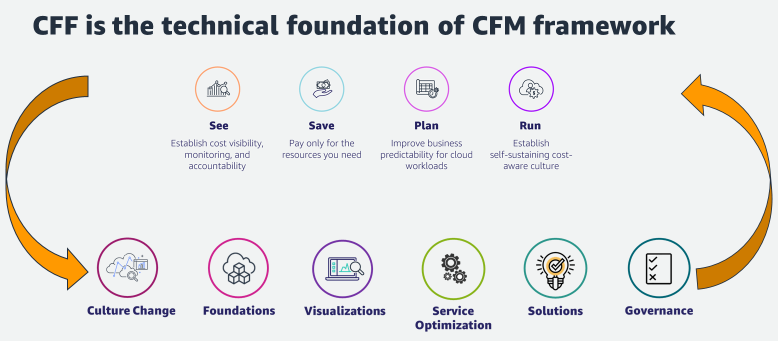 CFF is the technical foundation of CFM framework
See
Establish cost visibility,
monitoring, and
accountability
Save
Pay only for the
resources you need
Plan
Improve business
predictability for cloud
workloads
Run
Establish
self-sustaining cost-
aware culture
Culture Change
Foundations
Visualizations
Service
Optimization
Solutions
Governance